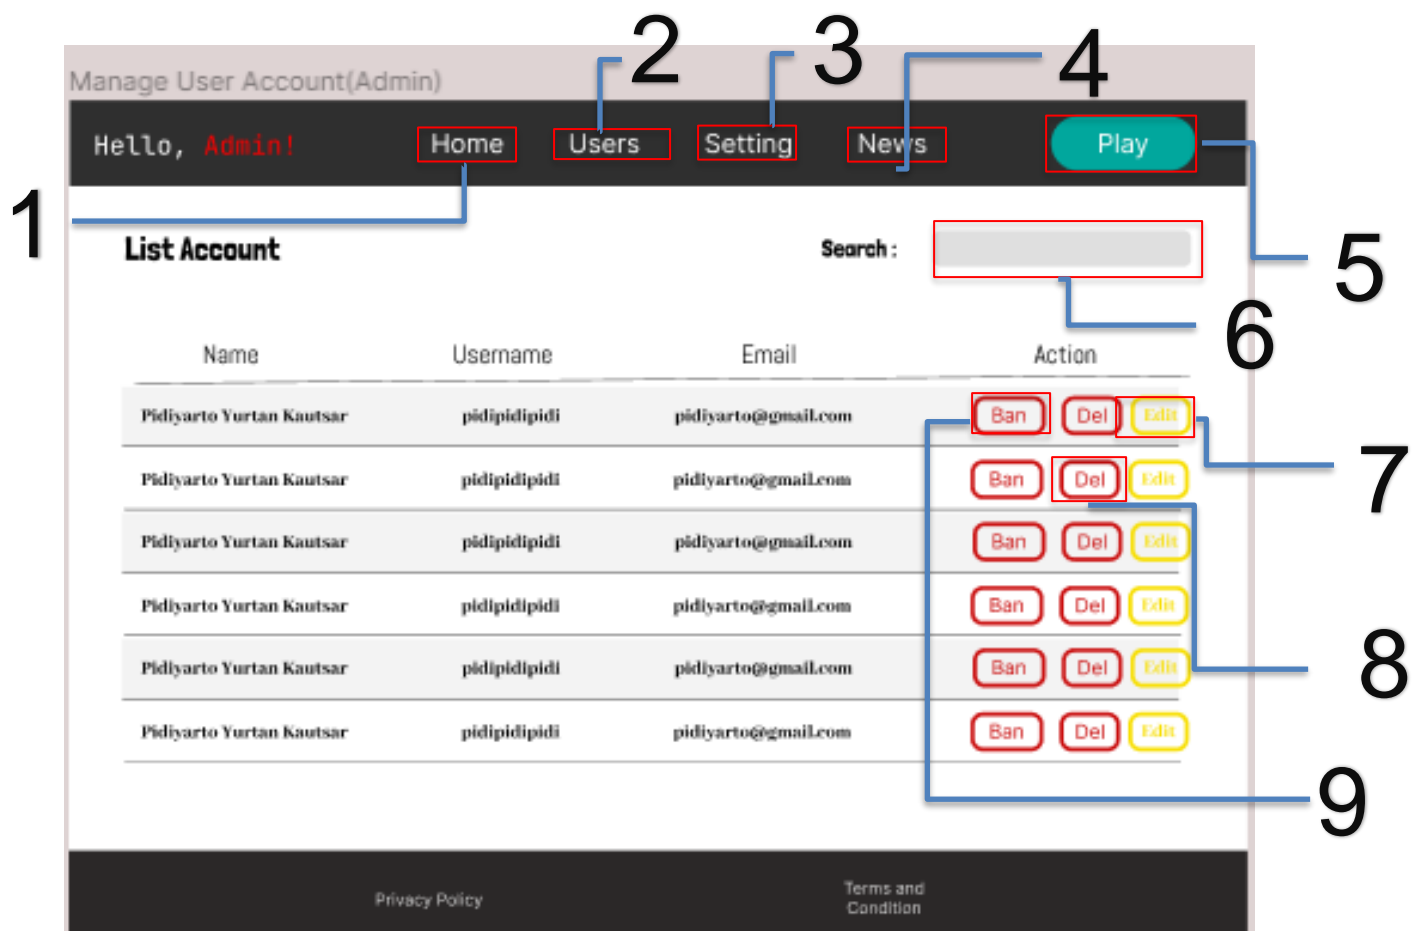 2
3
4
Manage User Account(Admin)
Hello, Admin!
Home
Users
Setting
News
Play
1
List Account
Search :
5
6
Name Username Email Action
Pidiyarto Yurtan Kautsar pidipidipidi pidiyarto@gmail.com Ban Del Edit
7
Pidiyarto Yurtan Kautsar pidipidipidi pidiyarto@gmail.com Ban Del Edit
Pidiyarto Yurtan Kautsar pidipidipidi pidiyarto@gmail.com Ban Del Edit
Pidiyarto Yurtan Kautsar pidipidipidi pidiyarto@gmail.com Ban Del Edit
Pidiyarto Yurtan Kautsar pidipidipidi pidiyarto@gmail.com Ban Del Edit
8
Pidiyarto Yurtan Kautsar pidipidipidi pidiyarto@gmail.com Ban Del Edit
9
Privacy Policy
Terms and
Condition